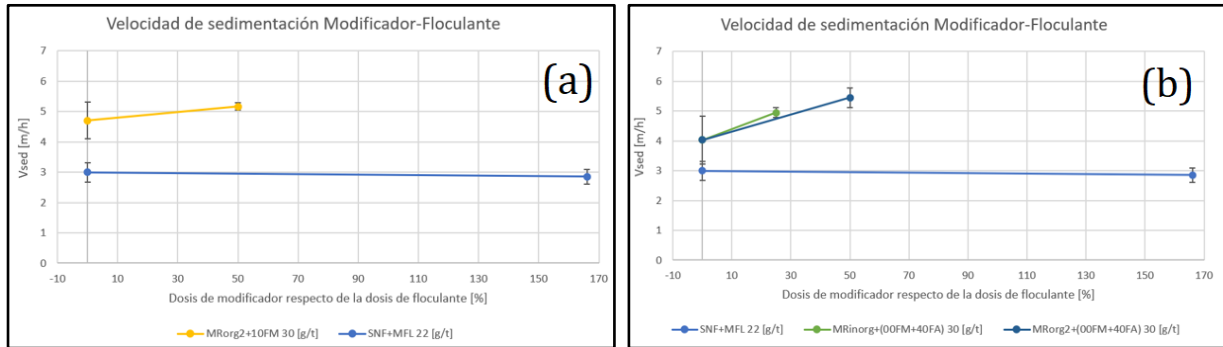 Velocidad de sedimentación Modificador-Floculante
(a)
7
6
5
4
3
2
1
0
Vsed [m/h]
-10 10 30 50 70 90 110 130 150 170
Dosis de modificador respecto de la dosis de floculante [%]
MRorg2+10FM 30 [g/t] SNF+MFL 22 [g/t]
Velocidad de sedimentación Modificador-Floculante
(b)
7
6
5
4
3
2
1
0
Vsed [m/h]
-10 10 30 50 70 90 110 130 150 170
Dosis de modificador respecto de la dosis de floculante [%]
SNF+MFL 22 [g/t] MRinorg+(00FM+40FA) 30 [g/t] MRorg2+(00FM+40FA) 30 [g/t]